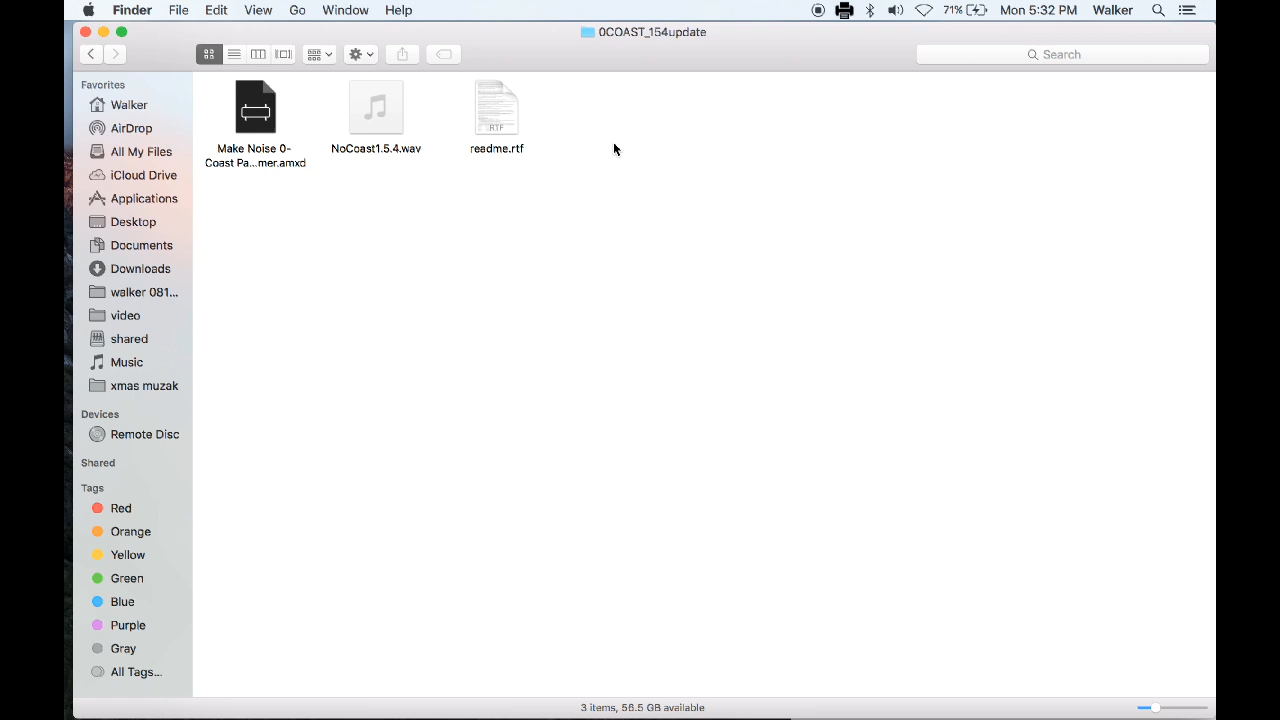 Finder File Edit View Go Window Help 71% Mon 5:32 PM Walker
0COAST_154update
Search
Favorites
Walker
AirDrop
All My Files
iCloud Drive
Applications
Desktop
Documents
Downloads
walker 081...
video
shared
Music
xmas muzak
Devices
Remote Disc
Shared
Tags
Red
Orange
Yellow
Green
Blue
Purple
Gray
All Tags...
Make Noise 0-
Coast Pa...mer.amxd
NoCoast1.5.4.wav
RTF
readme.rtf
3 items, 56.5 GB available